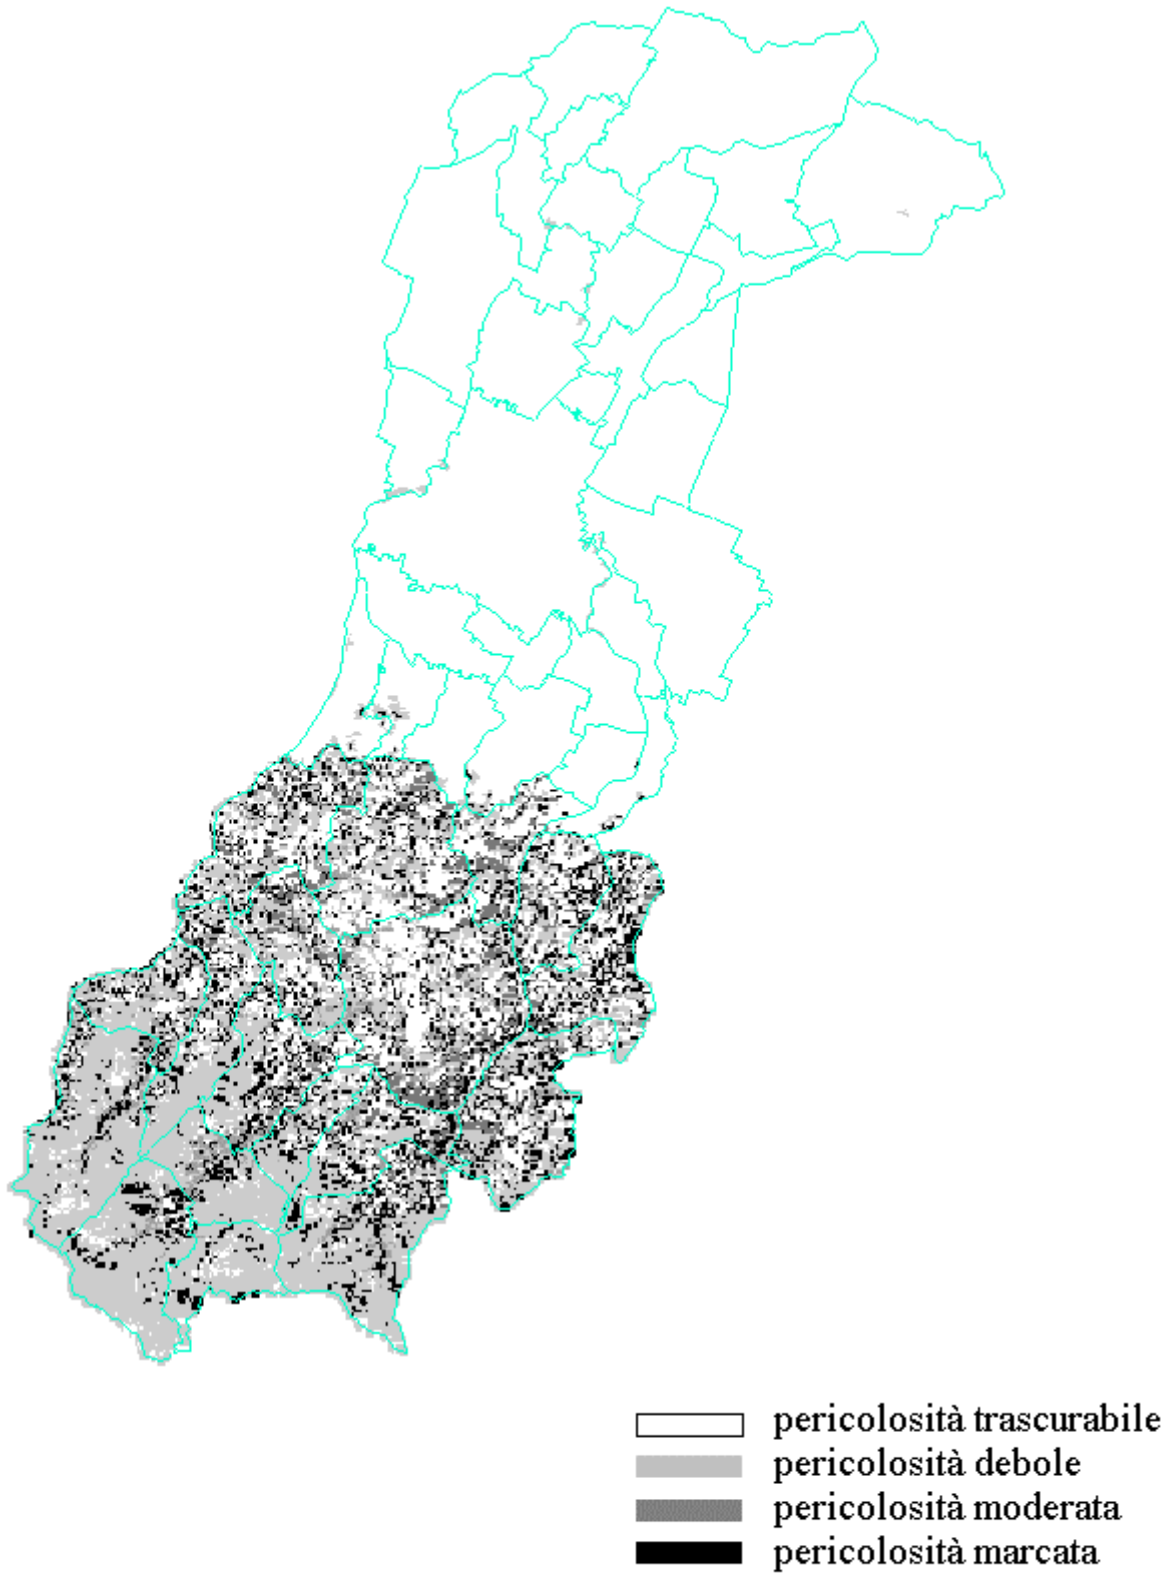 pericolosità trascurabile
pericolosità debole
pericolosità moderata
pericolosità marcata